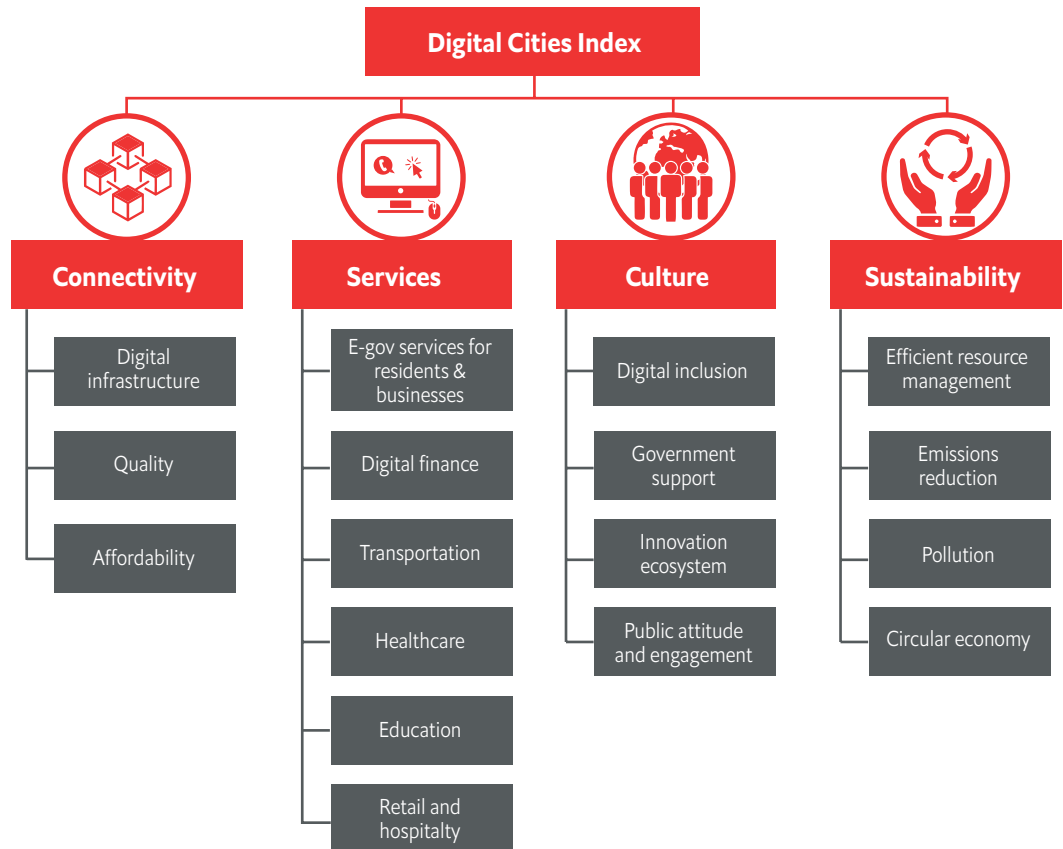 Digital Cities Index
Connectivity
Digital
infrastructure
Quality
Affordability
Services
E-gov services for
residents &
businesses
Digital finance
Transportation
Healthcare
Education
Retail and
hospitalty
Culture
Digital inclusion
Government
support
Innovation
ecosystem
Public attitude
and engagement
Sustainability
Efficient resource
management
Emissions
reduction
Pollution
Circular economy